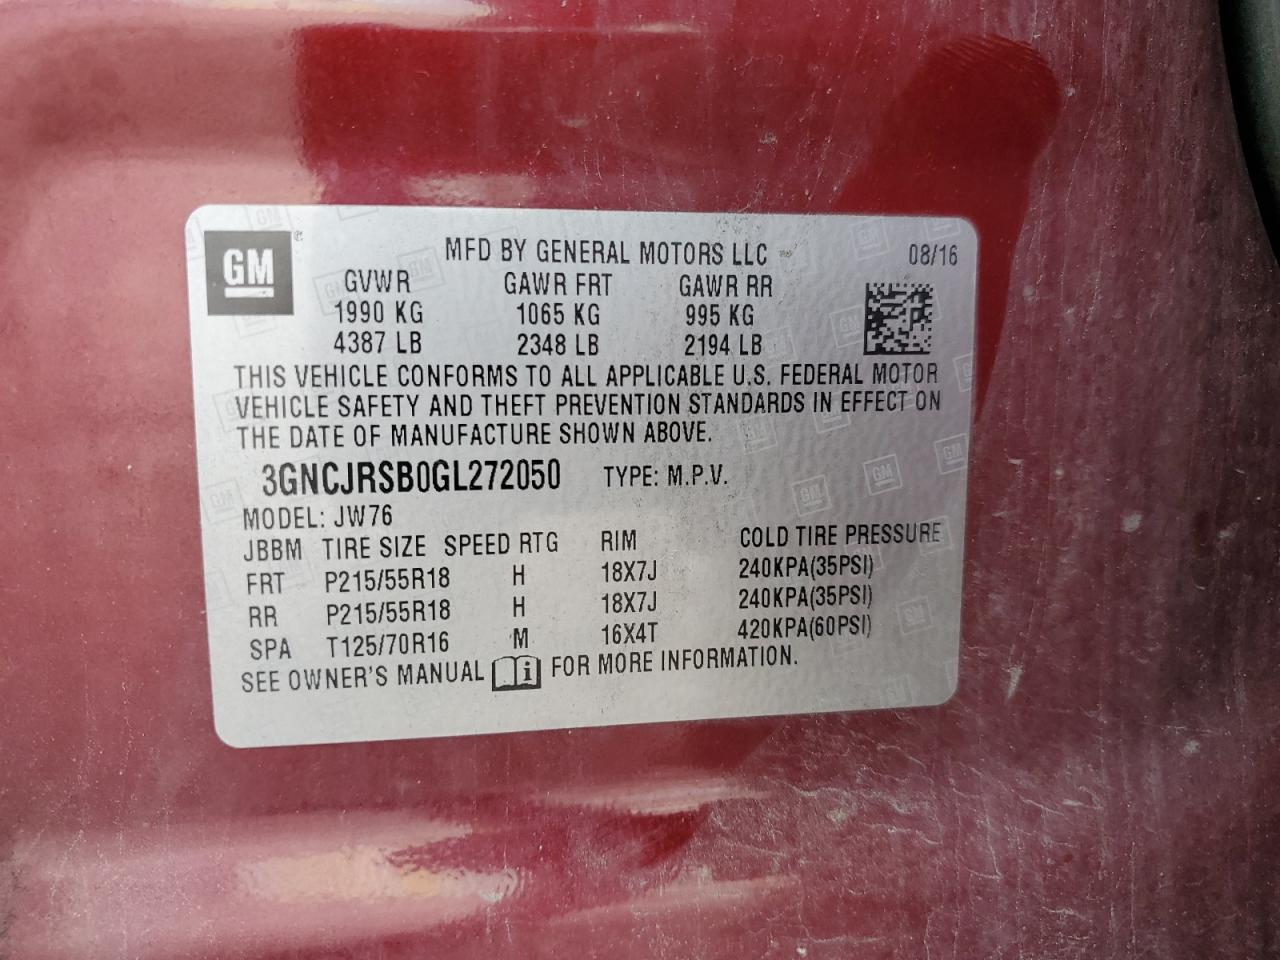 GM
MFD BY GENERAL MOTORS LLC 08/16
GVWR GAWR FRT GAWR RR
1990 KG 1065 KG 995 KG
4387 LB 2348 LB 2194 LB
THIS VEHICLE CONFORMS TO ALL APPLICABLE U.S. FEDERAL MOTOR
VEHICLE SAFETY AND THEFT PREVENTION STANDARDS IN EFFECT ON
THE DATE OF MANUFACTURE SHOWN ABOVE.
3GNCJRSB0GL272050 TYPE: M.P.V.
MODEL: JW76
JBBM TIRE SIZE SPEED RTG RIM COLD TIRE PRESSURE
FRT P215/55R18 H 18X7J 240KPA(35PSI)
RR P215/55R18 H 18X7J 240KPA(35PSI)
SPA T125/70R16 M 16X4T 420KPA(60PSI)
SEE OWNER'S MANUAL i FOR MORE INFORMATION.